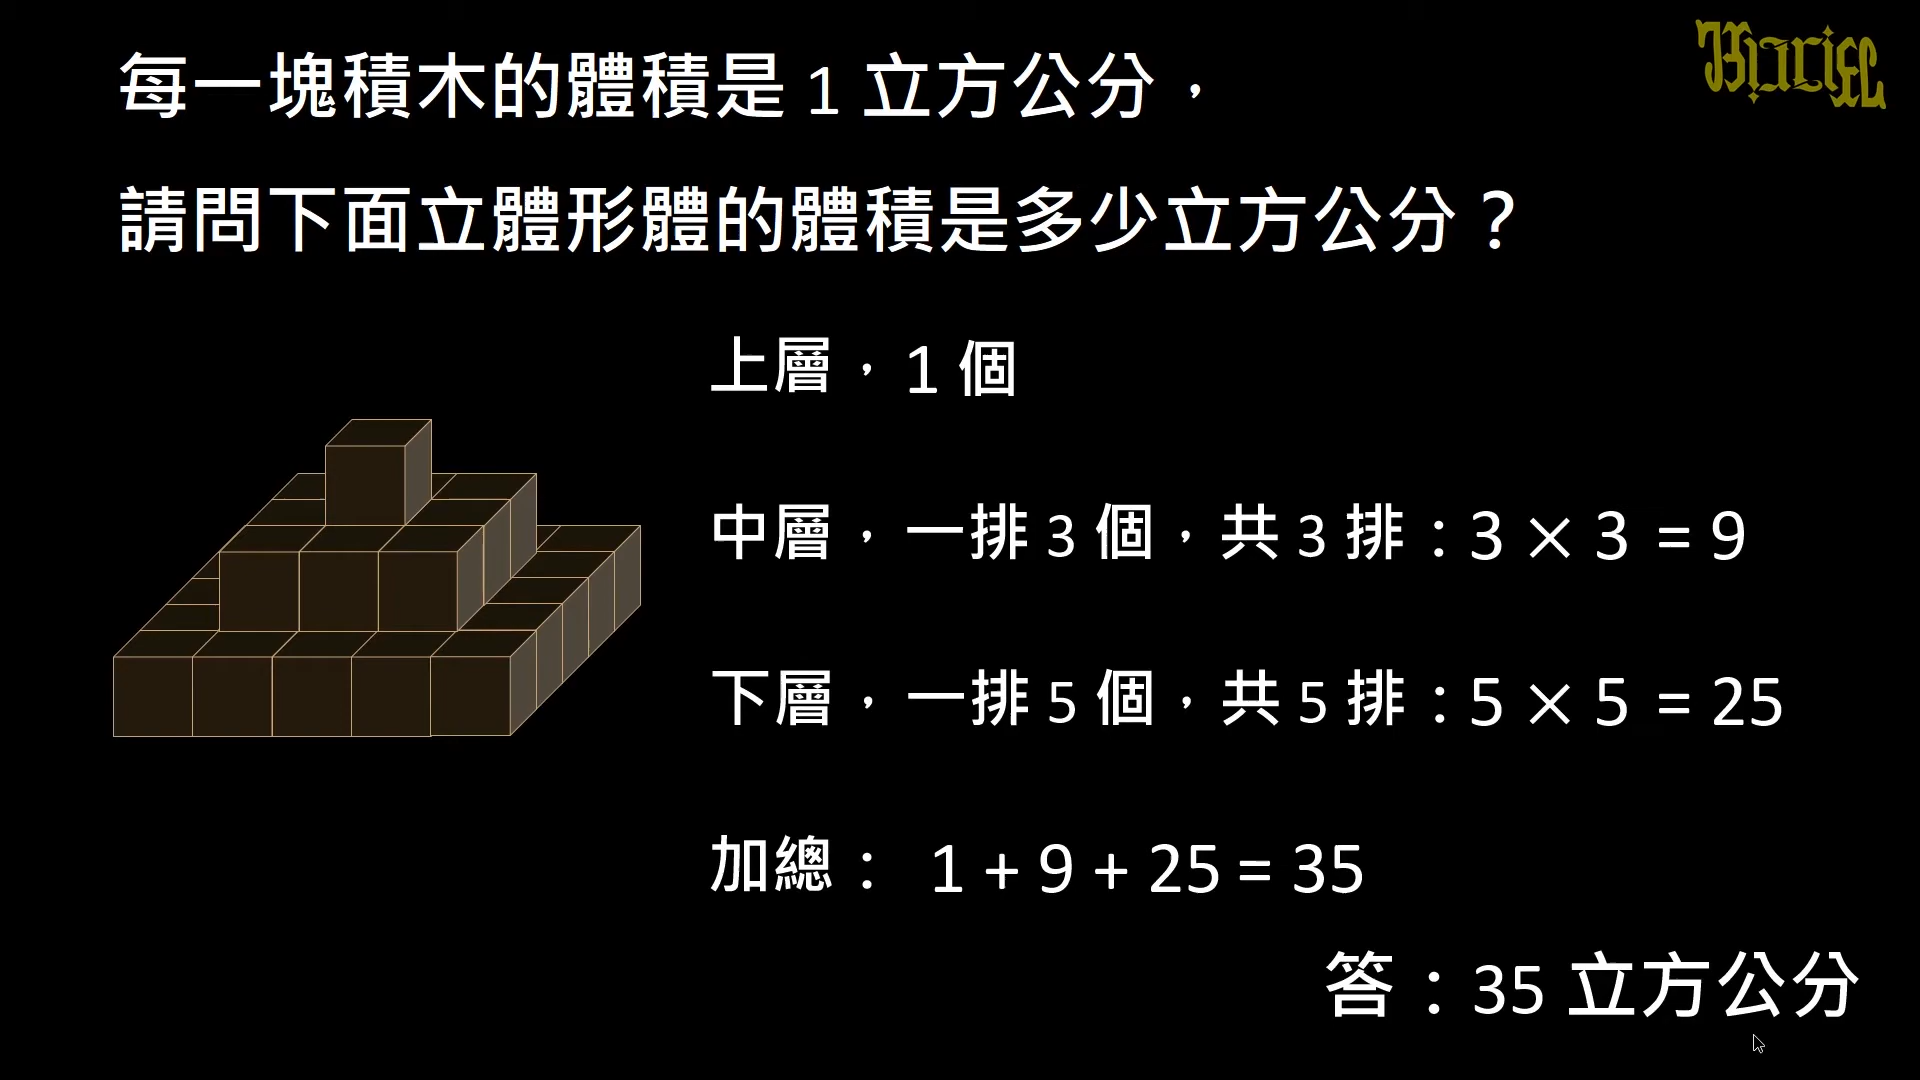 每一塊積木的體積是 1 立方公分，
請問下面立體形體的體積是多少立方公分？
上層，1 個
中層，一排 3 個，共 3 排：3 × 3 = 9
下層，一排 5 個，共 5 排：5 × 5 = 25
加總： 1 + 9 + 25 = 35
答：35 立方公分